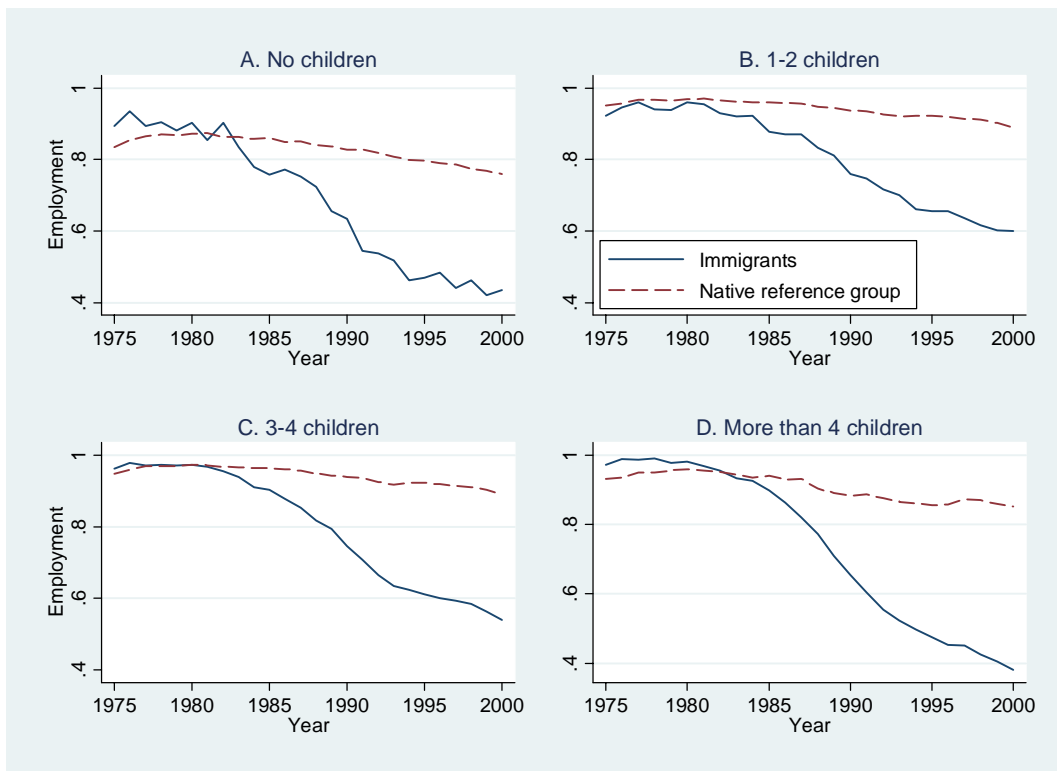 A. No children
Employment
1
.8
.6
.4
1975 1980 1985 1990 1995 2000
Year
B. 1-2 children
1
.8
.6
.4
Immigrants
Native reference group
1975 1980 1985 1990 1995 2000
Year
C. 3-4 children
Employment
1
.8
.6
.4
1975 1980 1985 1990 1995 2000
Year
D. More than 4 children
1
.8
.6
.4
1975 1980 1985 1990 1995 2000
Year